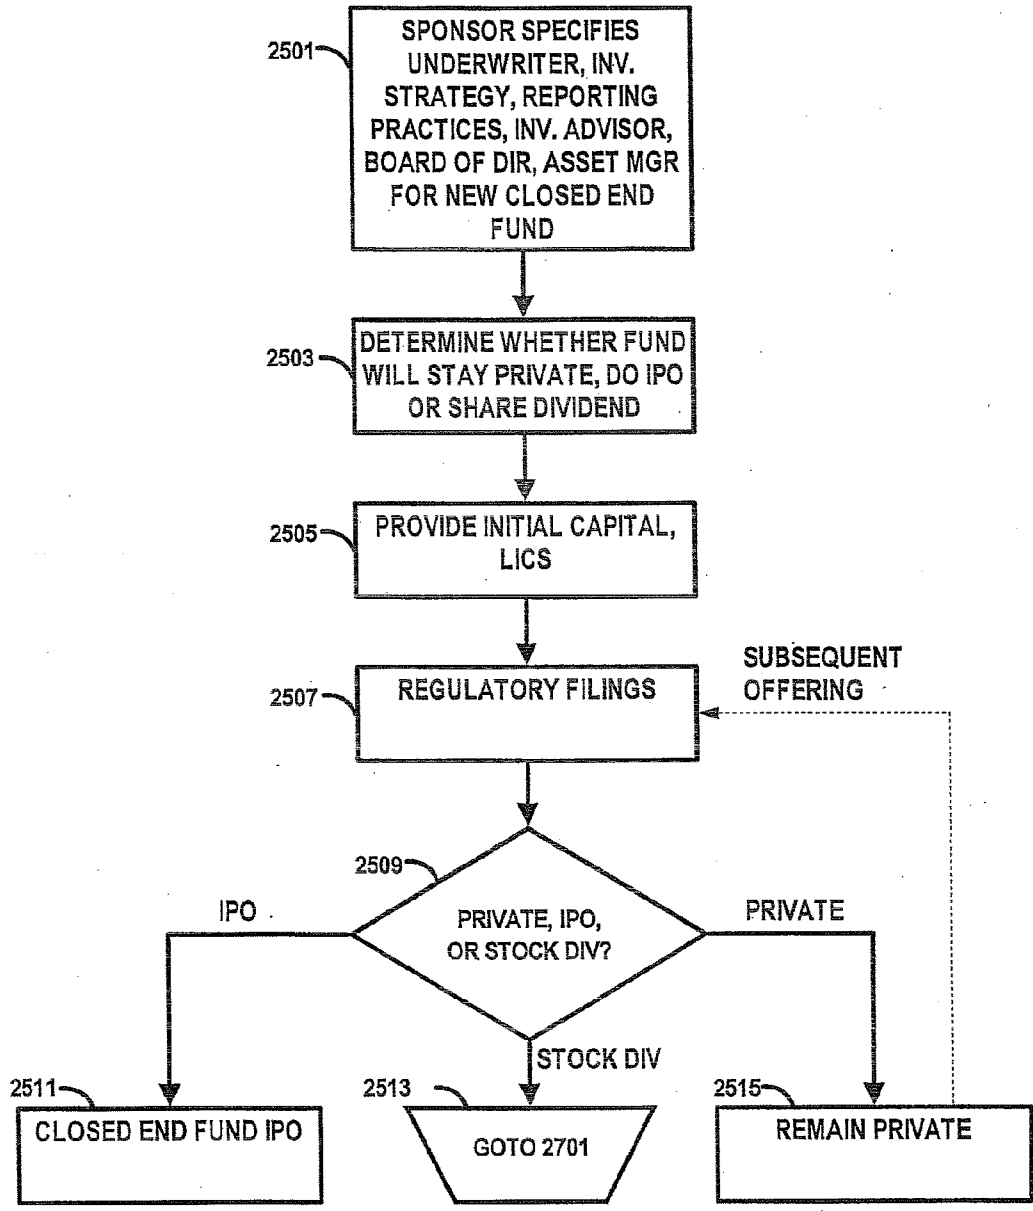 2501
SPONSOR SPECIFIES
UNDERWRITER, INV.
STRATEGY, REPORTING
PRACTICES, INV. ADVISOR,
BOARD OF DIR, ASSET MGR
FOR NEW CLOSED END
FUND
2503
DETERMINE WHETHER FUND
WILL STAY PRIVATE, DO IPO
OR SHARE DIVIDEND
2505
PROVIDE INITIAL CAPITAL,
LICS
2507
REGULATORY FILINGS
SUBSEQUENT
OFFERING
2509
PRIVATE, IPO,
OR STOCK DIV?
IPO
PRIVATE
STOCK DIV
2511
CLOSED END FUND IPO
2513
GOTO 2701
2515
REMAIN PRIVATE